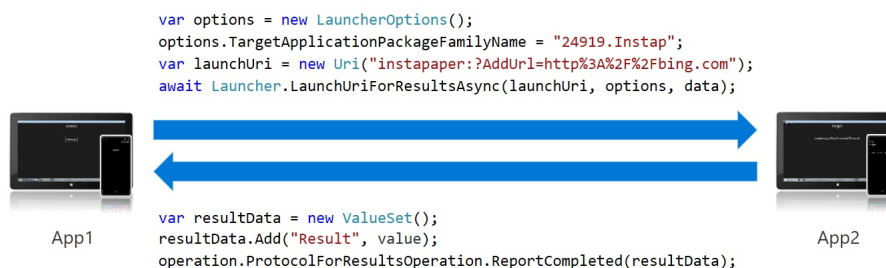 var options = new LauncherOptions();
options.TargetApplicationPackageFamilyName = "24919.Instap";
var launchUri = new Uri("instapaper:?AddUrl=http%3A%2F%2Fbing.com");
await Launcher.LaunchUriForResultsAsync(launchUri, options, data);
var resultData = new ValueSet();
resultData.Add("Result", value);
operation.ProtocolForResultsOperation.ReportCompleted(resultData);
App1
App2